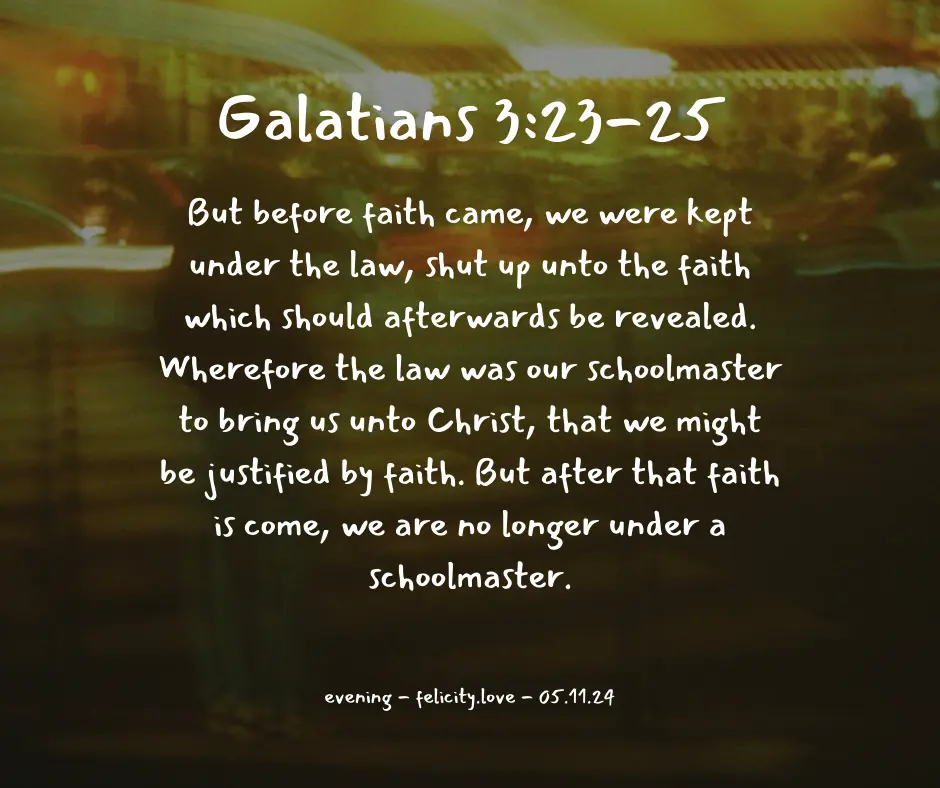 Galatians 3:23-25
But before faith came, we were kept
under the law, shut up unto the faith
which should afterwards be revealed.
Wherefore the law was our schoolmaster
to bring us unto Christ, that we might
be justified by faith. But after that faith
is come, we are no longer under a
schoolmaster.
evening - felicity.love - 05.11.24